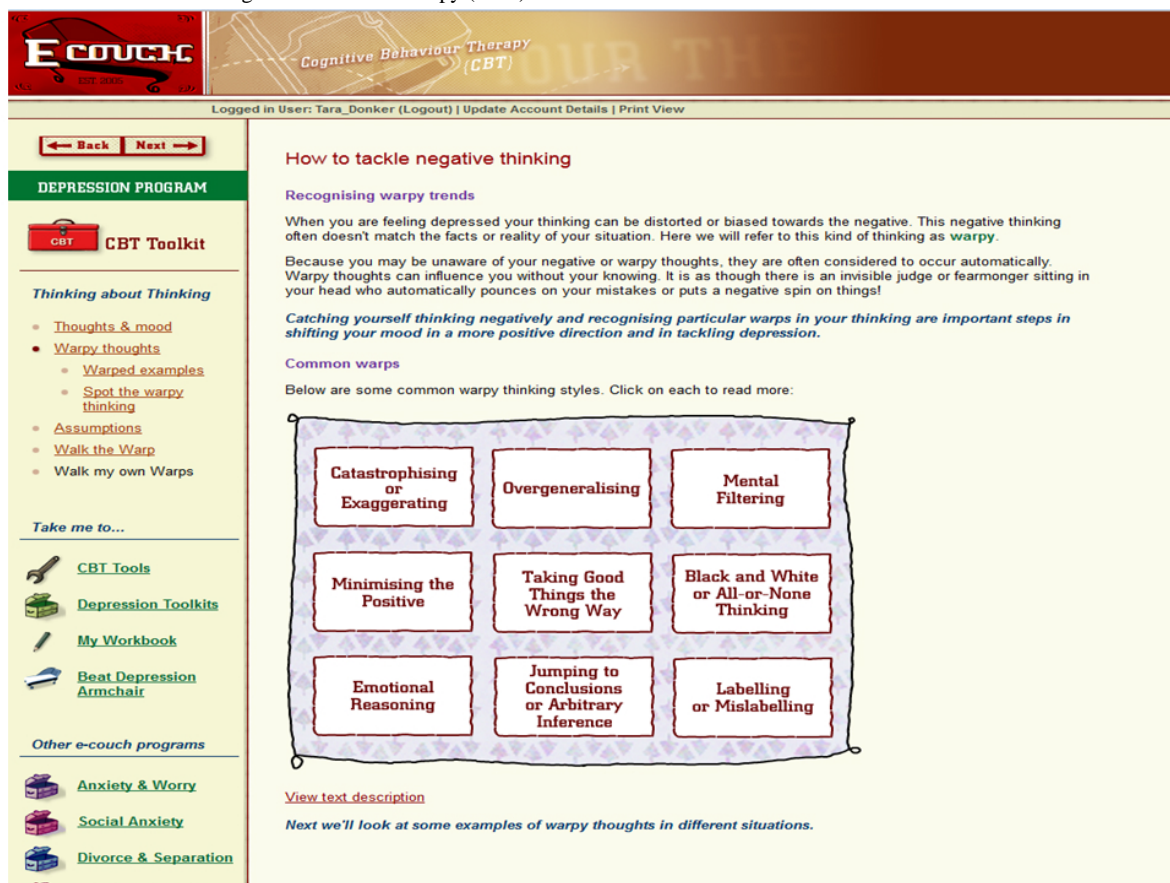 E COUCH
EST. 2005
Cognitive Behaviour Therapy
(CBT)
OUR TH
Logged in User: Tara_Donker (Logout) | Update Account Details | Print View
Back Next
DEPRESSION PROGRAM
CBT
CBT Toolkit
Thinking about Thinking
Thoughts & mood
Warpy thoughts
Warped examples
Spot the warpy
thinking
Assumptions
Walk the Warp
Walk my own Warps
Take me to...
CBT Tools
Depression Toolkits
My Workbook
Beat Depression
Armchair
Other e-couch programs
Anxiety & Worry
Social Anxiety
Divorce & Separation
How to tackle negative thinking
Recognising warpy trends
When you are feeling depressed your thinking can be distorted or biased towards the negative. This negative thinking
often doesn't match the facts or reality of your situation. Here we will refer to this kind of thinking as warpy.
Because you may be unaware of your negative or warpy thoughts, they are often considered to occur automatically.
Warpy thoughts can influence you without your knowing. It is as though there is an invisible judge or fearmonger sitting in
your head who automatically pounces on your mistakes or puts a negative spin on things!
Catching yourself thinking negatively and recognising particular warps in your thinking are important steps in
shifting your mood in a more positive direction and in tackling depression.
Common warps
Below are some common warpy thinking styles. Click on each to read more:
Catastrophising
or
Exaggerating
Overgeneralising
Mental
Filtering
Minimising the
Positive
Taking Good
Things the
Wrong Way
Black and White
or All-or-None
Thinking
Emotional
Reasoning
Jumping to
Conclusions
or Arbitrary
Inference
Labelling
or Mislabelling
View text description
Next we'll look at some examples of warpy thoughts in different situations.